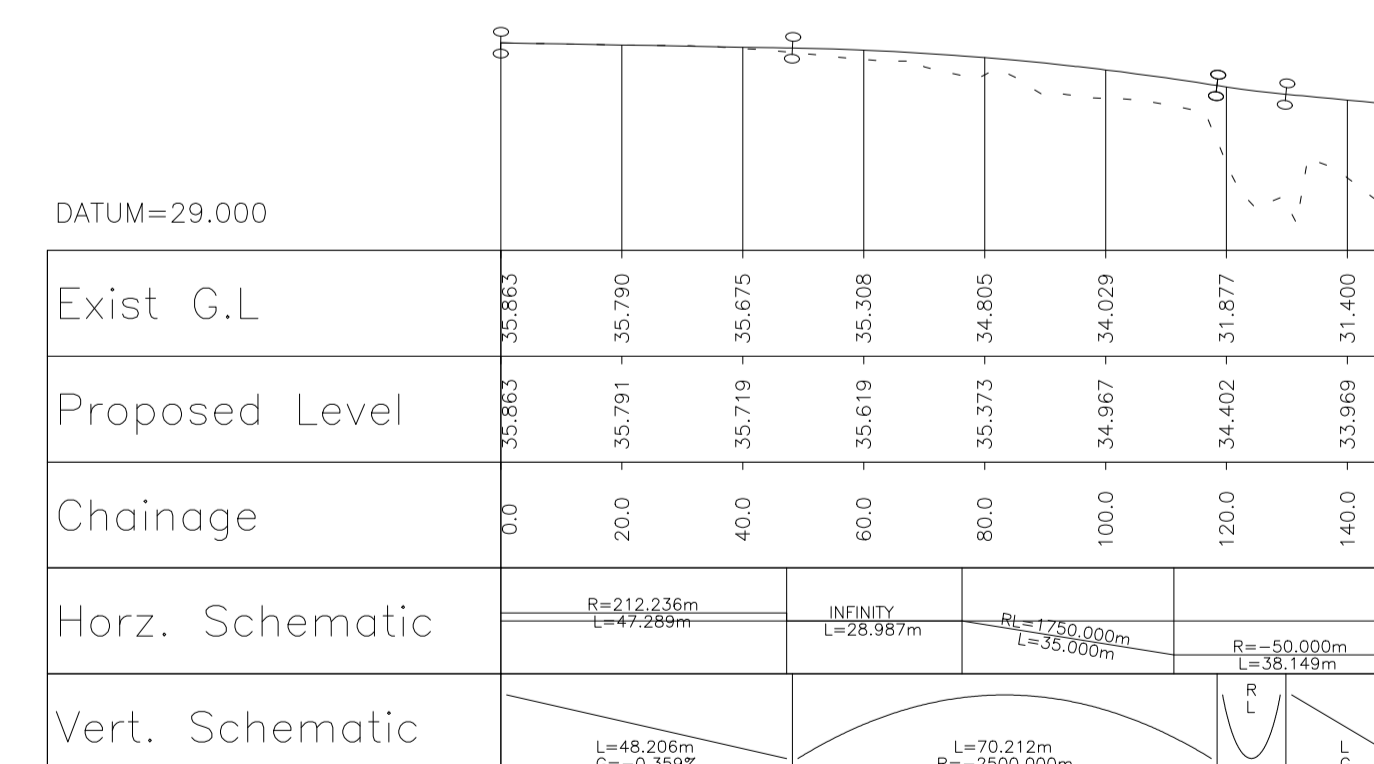 DATUM=29.000
Exist G.L 35.863 35.790 35.675 35.308 34.805 34.029 31.877 31.400
Proposed Level 35.863 35.791 35.719 35.619 35.373 34.967 34.402 33.969
Chainage 0.0 20.0 40.0 60.0 80.0 100.0 120.0 140.0
Horz. Schematic
R=212.236m
L=47.289m
INFINITY
L=28.987m
RL=1750.000m
L=35.000m
R=-50.000m
L=38.149m
Vert. Schematic
L=48.206m
G=-0.359%
L=70.212m
R=-2500.000m
R
L
L